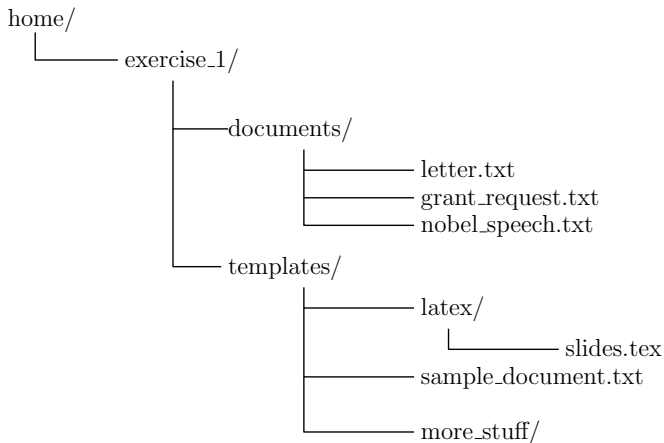 home/
exercise_1/
documents/
letter.txt
grant_request.txt
nobel_speech.txt
templates/
latex/
slides.tex
sample_document.txt
more_stuff/